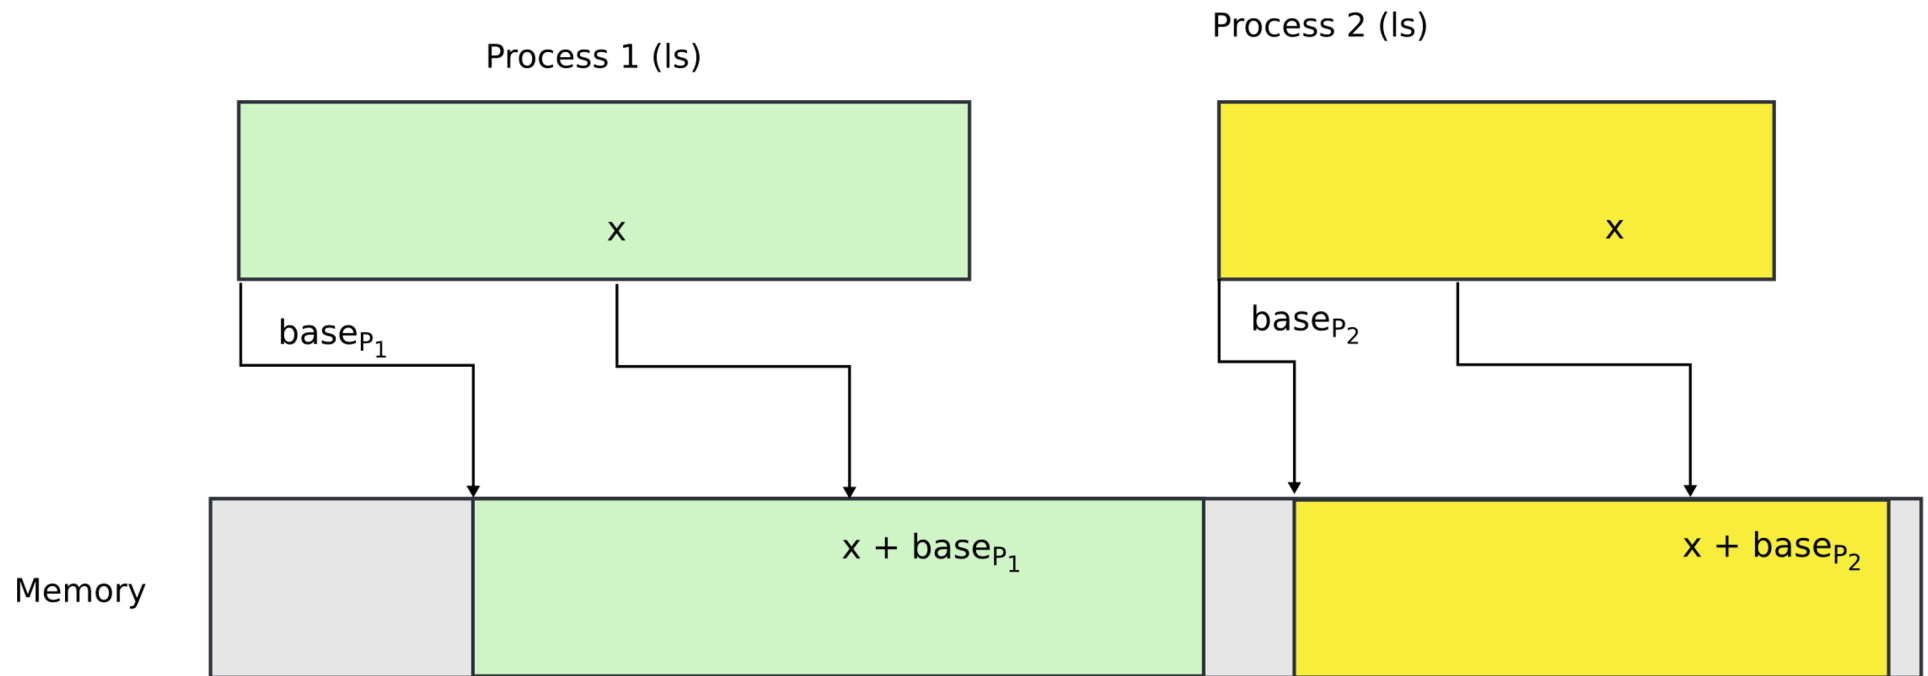 Process 1 (ls)
Process 2 (ls)
x
x
baseP1
baseP2
x + baseP1
x + baseP2
Memory